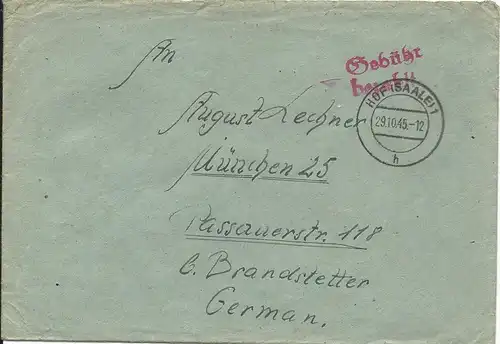 An
Gebühr
bezahlt
HOF (SAALE) 1
29.10.45.-12
h
August Lechner
München 25
Passauerstr. 118
b. Brandstetter
German.